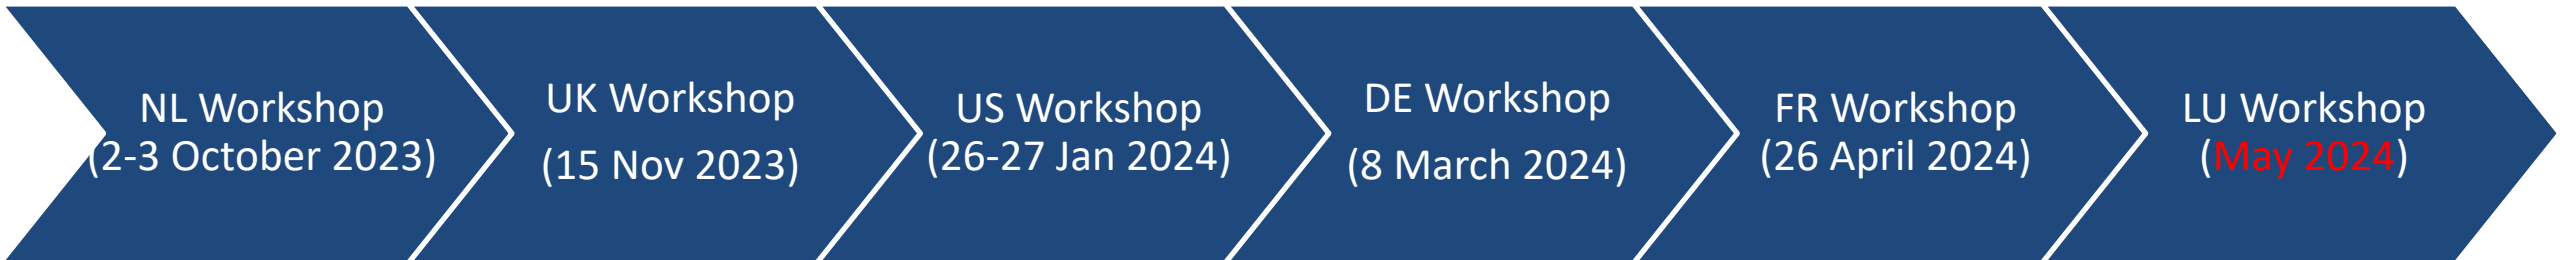 NL Workshop
(2-3 October 2023)
UK Workshop
(15 Nov 2023)
US Workshop
(26-27 Jan 2024)
DE Workshop
(8 March 2024)
FR Workshop
(26 April 2024)
LU Workshop
(May 2024)